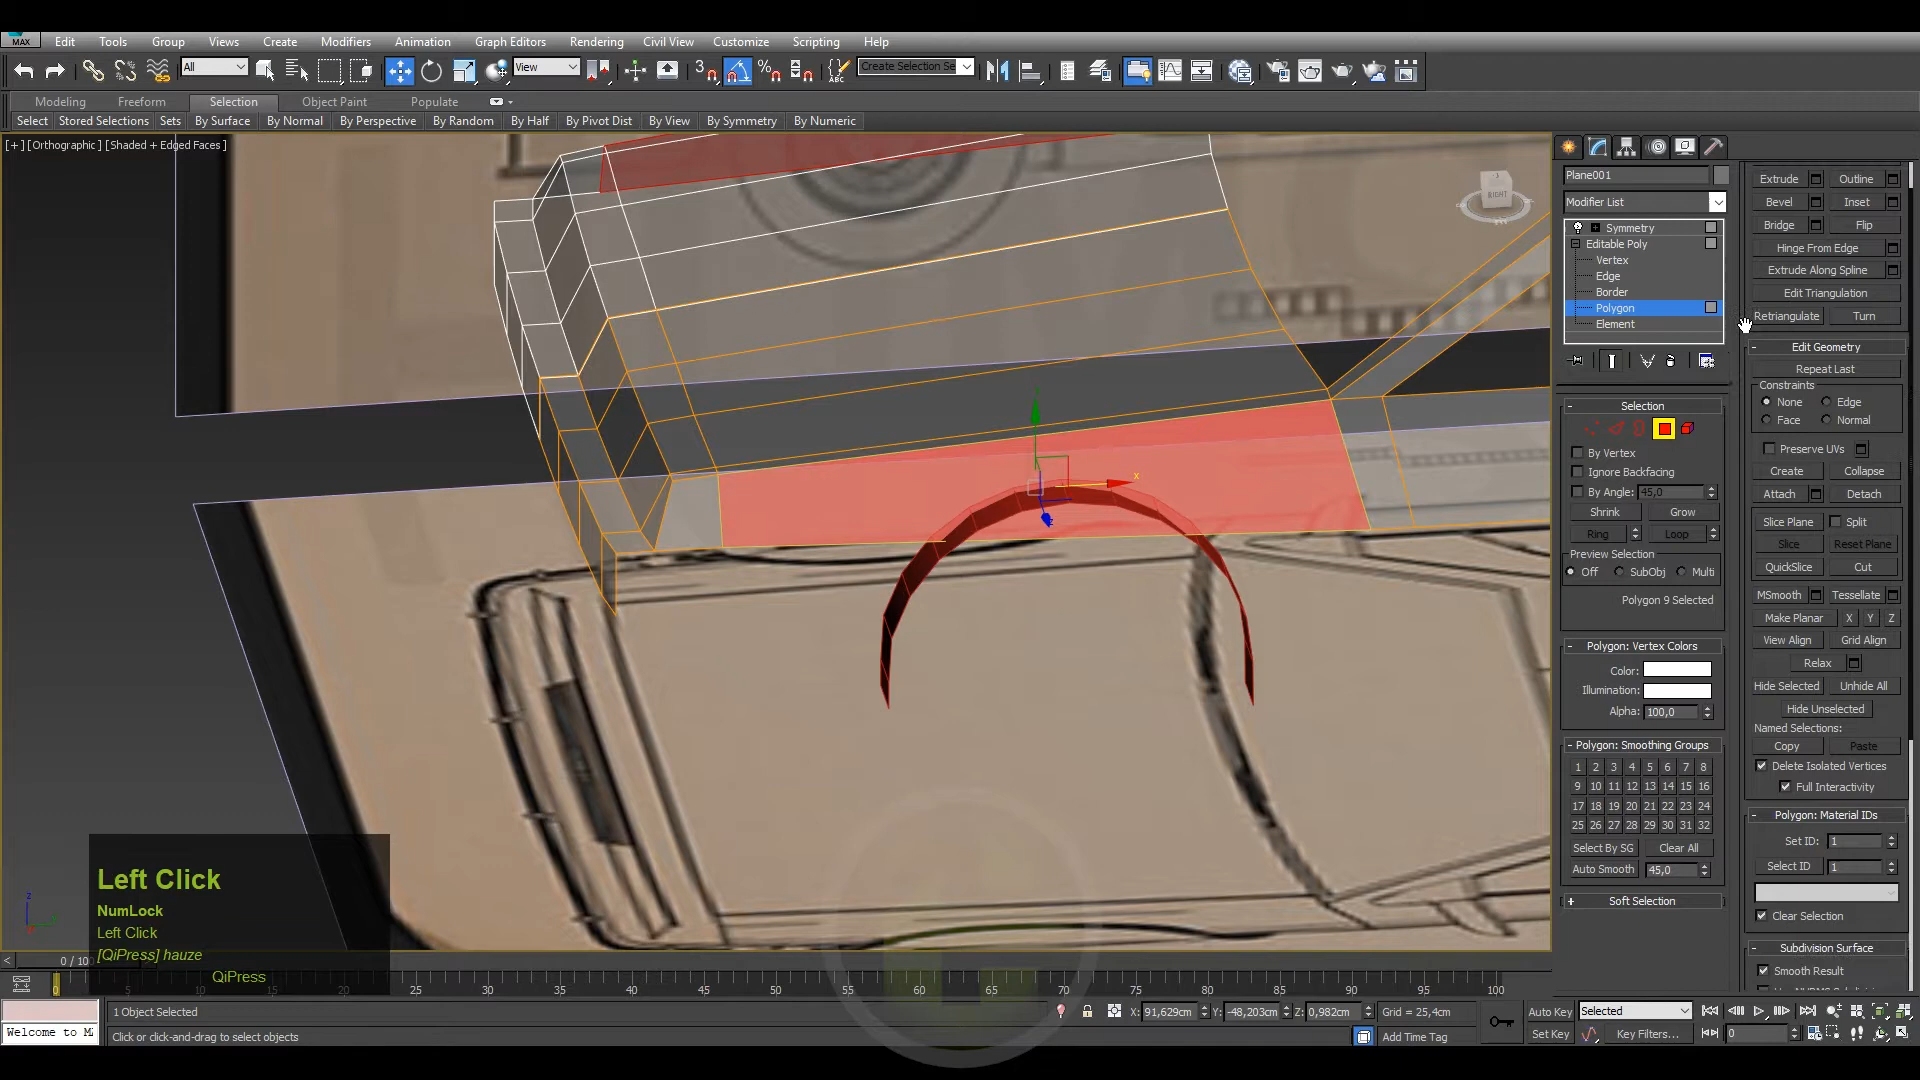 MAX Edit Tools Group Views Create Modifiers Animation Graph Editors Rendering Civil View Customize Scripting Help
All View 3 ABC Create Selection Se
Modeling Freeform Selection Object Paint Populate
Select Stored Selections Sets By Surface By Normal By Perspective By Random By Half By Pivot Dist By View By Symmetry By Numeric
[+] [Orthographic] [Shaded + Edged Faces]
RIGHT
x
Plane001
Modifier List
Symmetry
Editable Poly
Vertex
Edge
Border
Polygon
Element
Selection
By Vertex
Ignore Backfacing
By Angle: 45,0
Shrink Grow
Ring Loop
Preview Selection
Off SubObj Multi
Polygon 9 Selected
Polygon: Vertex Colors
Color:
Illumination:
Alpha: 100,0
Polygon: Smoothing Groups
1 2 3 4 5 6 7 8
9 10 11 12 13 14 15 16
17 18 19 20 21 22 23 24
25 26 27 28 29 30 31 32
Select By SG Clear All
Auto Smooth 45,0
Soft Selection
Extrude Outline
Bevel Inset
Bridge Flip
Hinge From Edge
Extrude Along Spline
Edit Triangulation
Retriangulate Turn
Edit Geometry
Repeat Last
Constraints
None Edge
Face Normal
Preserve UVs
Create Collapse
Attach Detach
Slice Plane Split
Slice Reset Plane
QuickSlice Cut
MSmooth Tessellate
Make Planar X Y Z
View Align Grid Align
Relax
Hide Selected Unhide All
Hide Unselected
Named Selections:
Copy Paste
Delete Isolated Vertices
Full Interactivity
Polygon: Material IDs
Set ID: 1
Select ID 1
Clear Selection
Subdivision Surface
Smooth Result
Left Click
NumLock
Left Click
[QiPress] hauze
QiPress
0 / 100
0 10 15 20 25 30 35 40 45 50 55 60 65 70 75 80 85 90 95 100
1 Object Selected X: 91,629cm Y: -48,203cm Z: 0,982cm Grid = 25,4cm Auto Key Selected
Welcome to M
Click or click-and-drag to select objects Add Time Tag Set Key Key Filters... 0